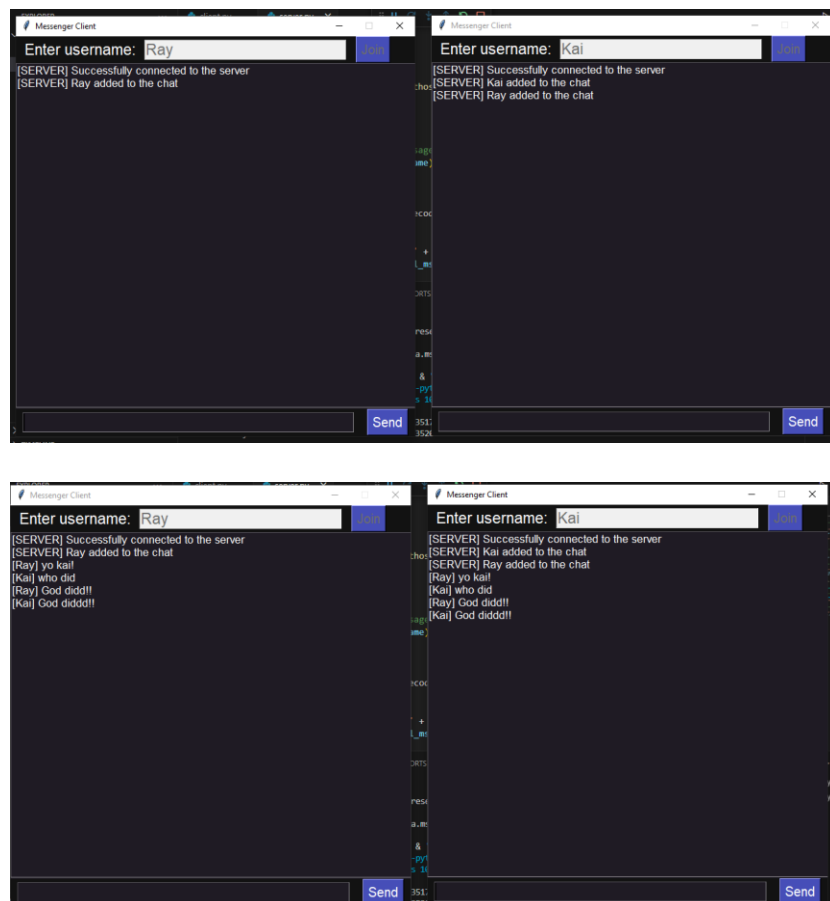 Messenger Client
Enter username: Ray Join
[SERVER] Successfully connected to the server
[SERVER] Ray added to the chat
Send
Messenger Client
Enter username: Kai Join
[SERVER] Successfully connected to the server
[SERVER] Kai added to the chat
[SERVER] Ray added to the chat
Send
Messenger Client
Enter username: Ray Join
[SERVER] Successfully connected to the server
[SERVER] Ray added to the chat
[Ray] yo kai!
[Kai] who did
[Ray] God didd!!
[Kai] God diddd!!
Send
Messenger Client
Enter username: Kai Join
[SERVER] Successfully connected to the server
[SERVER] Kai added to the chat
[SERVER] Ray added to the chat
[Ray] yo kai!
[Kai] who did
[Ray] God didd!!
[Kai] God diddd!!
Send